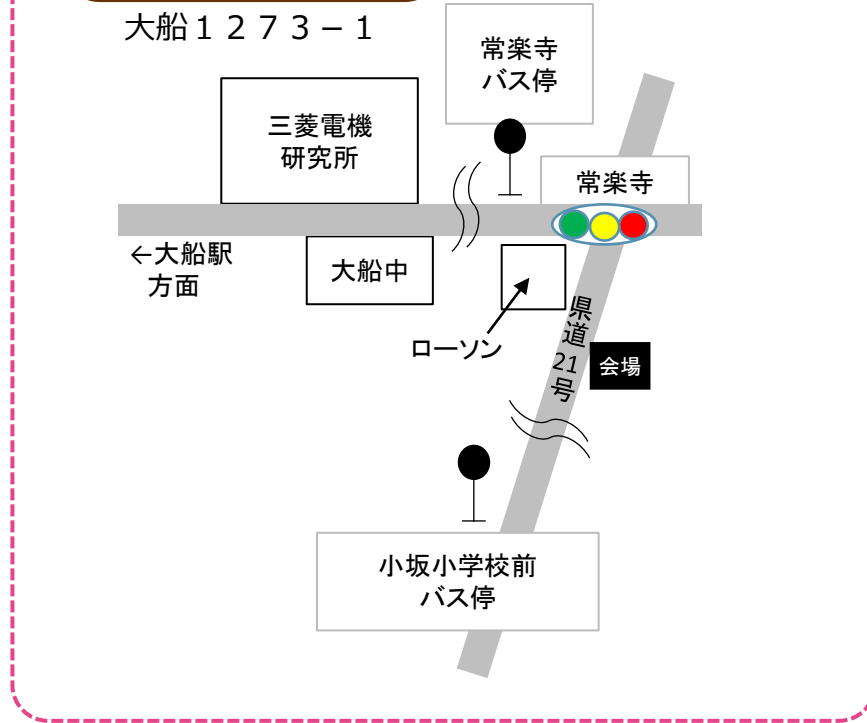 大船１２７３－１
常楽寺
バス停
三菱電機
研究所
常楽寺
←大船駅
方面
大船中
ローソン
県道21号
会場
小坂小学校前
バス停